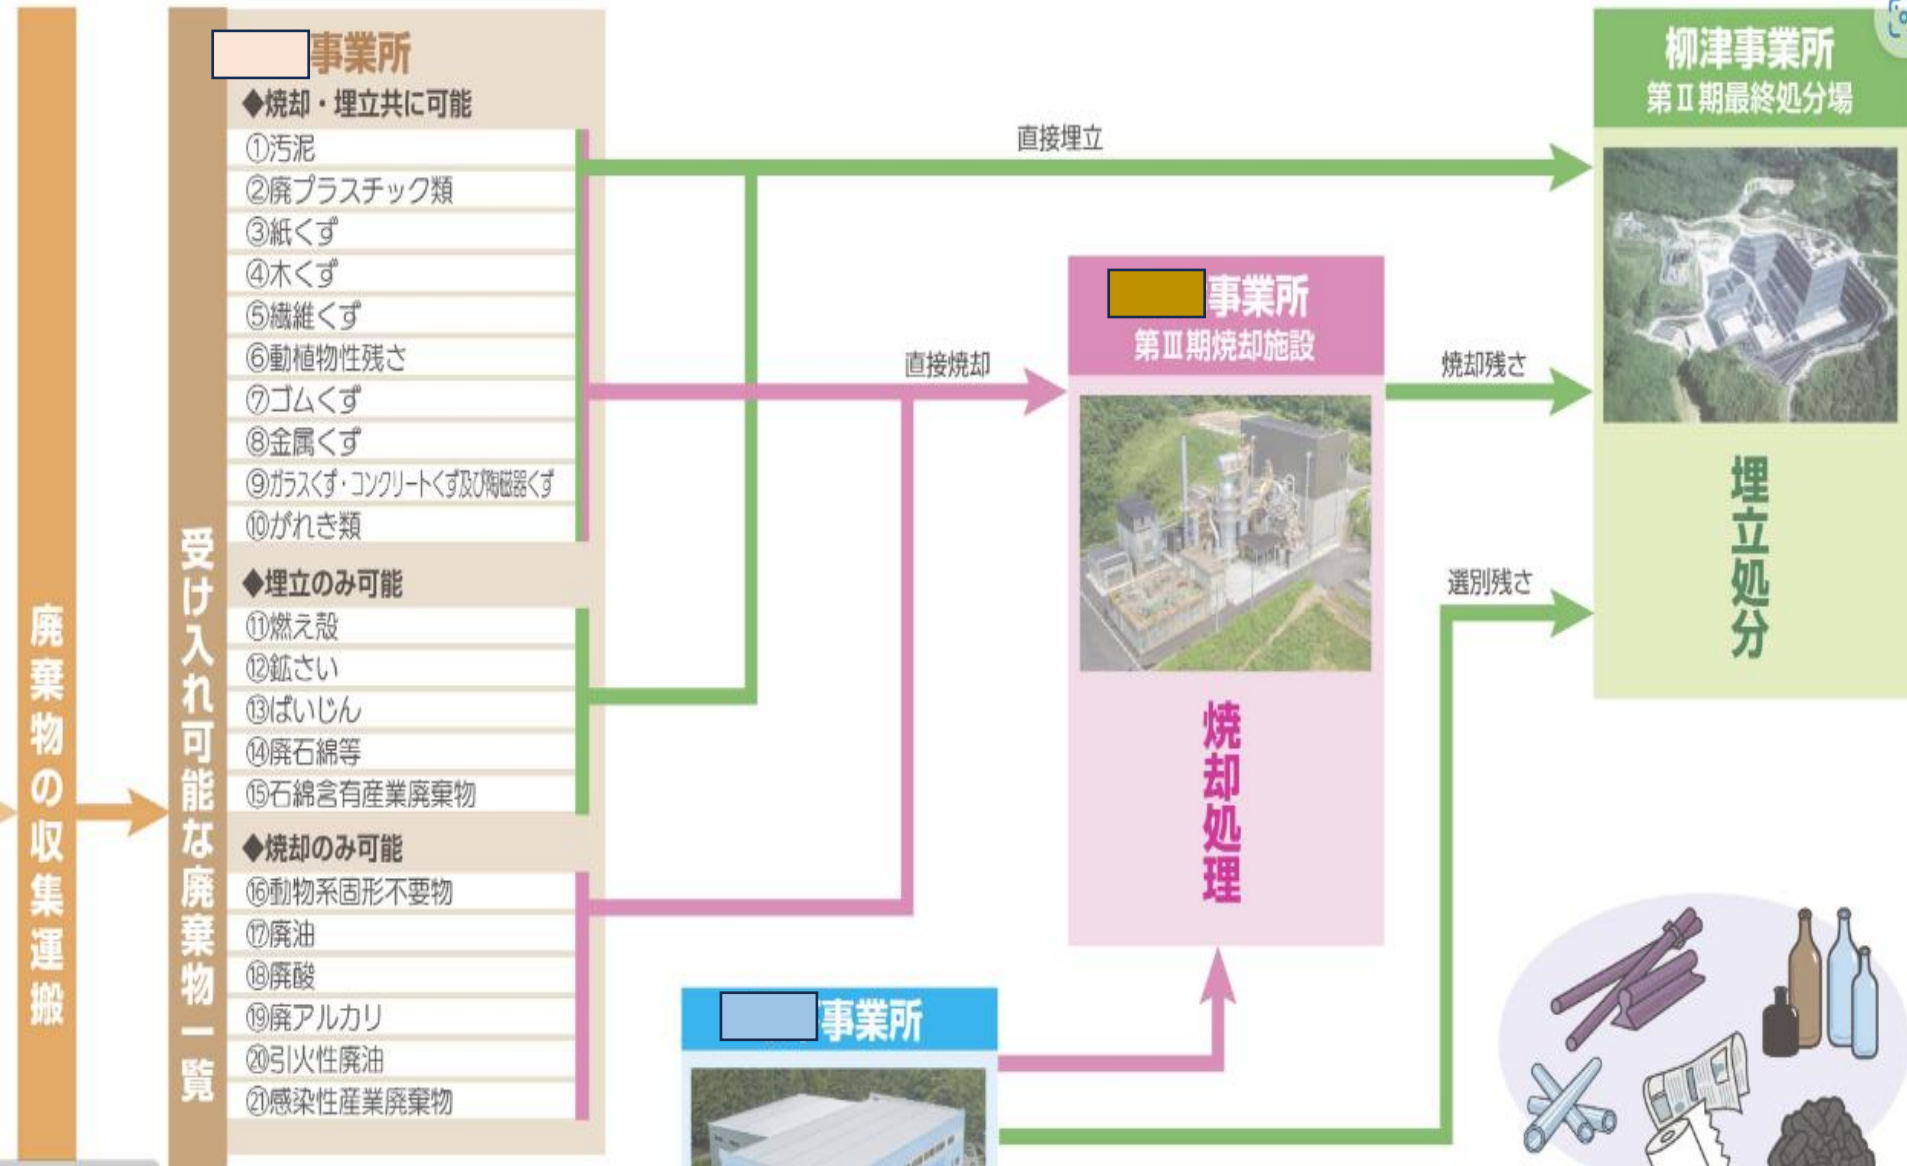 廃棄物の収集運搬
受け入れ可能な廃棄物一覧
事業所
◆焼却・埋立共に可能
①汚泥
②廃プラスチック類
③紙くず
④木くず
⑤繊維くず
⑥動植物性残さ
⑦ゴムくず
⑧金属くず
⑨ガラスくず・コンクリートくず及び陶磁器くず
⑩がれき類
◆埋立のみ可能
⑪燃え殻
⑫鉱さい
⑬ばいじん
⑭廃石綿等
⑮石綿含有産業廃棄物
◆焼却のみ可能
⑯動物系固形不要物
⑰廃油
⑱廃酸
⑲廃アルカリ
⑳引火性廃油
㉑感染性産業廃棄物
直接埋立
直接焼却
事業所
第Ⅲ期焼却施設
焼却処理
事業所
焼却残さ
選別残さ
柳津事業所
第Ⅱ期最終処分場
埋立処分